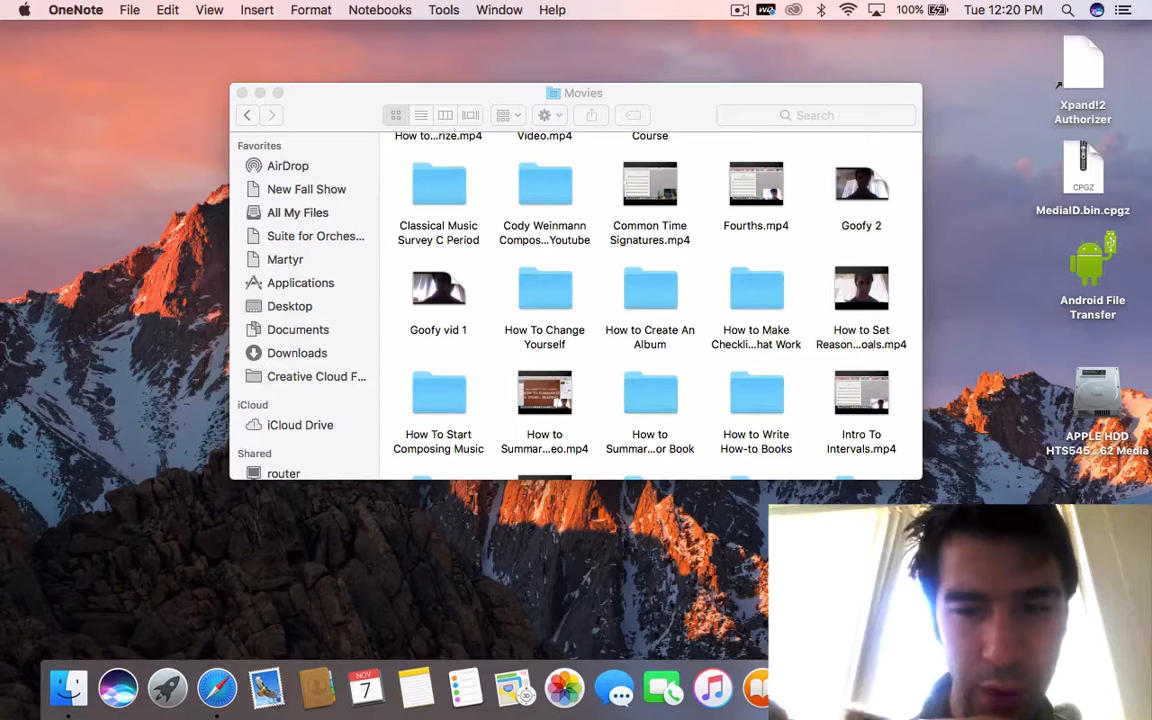 OneNote File Edit View Insert Format Notebooks Tools Window Help 100% Tue 12:20 PM
Movies
Search
Favorites
AirDrop
New Fall Show
All My Files
Suite for Orches...
Martyr
Applications
Desktop
Documents
Downloads
Creative Cloud F...
iCloud
iCloud Drive
Shared
router
How to...rize.mp4
Video.mp4
Course
Classical Music
Survey C Period
Cody Weinmann
Compos...Youtube
Common Time
Signatures.mp4
Fourths.mp4
Goofy 2
Goofy vid 1
How To Change
Yourself
How to Create An
Album
How to Make
Checkli...hat Work
How to Set
Reason...oals.mp4
How To Start
Composing Music
How to
Summar...eo.mp4
How to
Summar...or Book
How to Write
How-to Books
Intro To
Intervals.mp4
Xpand!2
Authorizer
CPGZ
MediaID.bin.cpgz
Android File
Transfer
APPLE HDD
HTS545...62 Media
NOV
7